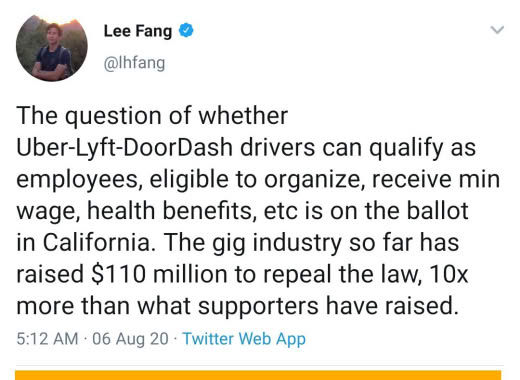 Lee Fang
@lhfang
The question of whether
Uber-Lyft-DoorDash drivers can qualify as
employees, eligible to organize, receive min
wage, health benefits, etc is on the ballot
in California. The gig industry so far has
raised $110 million to repeal the law, 10x
more than what supporters have raised.
5:12 AM · 06 Aug 20 · Twitter Web App